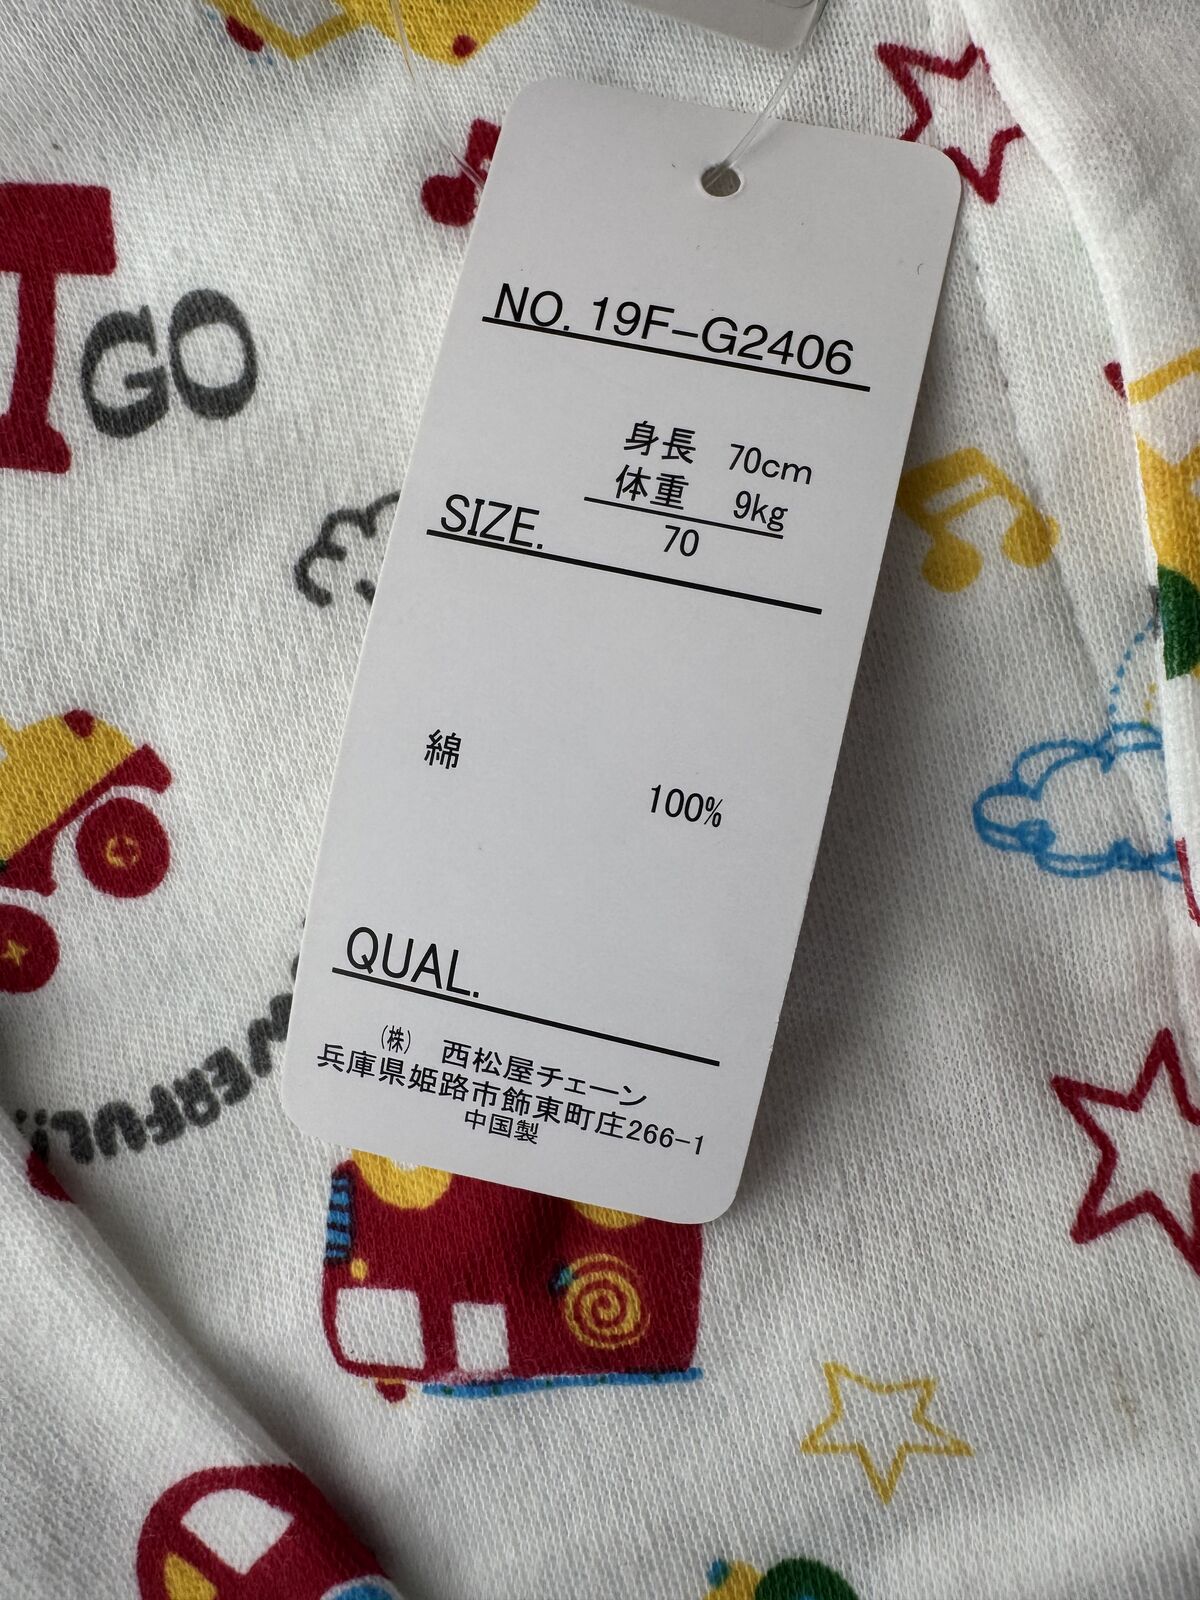 NO. 19F-G2406
身長 70cm
体重 9kg
SIZE. 70
綿 100%
QUAL.
(株) 西松屋チェーン
兵庫県姫路市飾東町庄266-1
中国製
GO